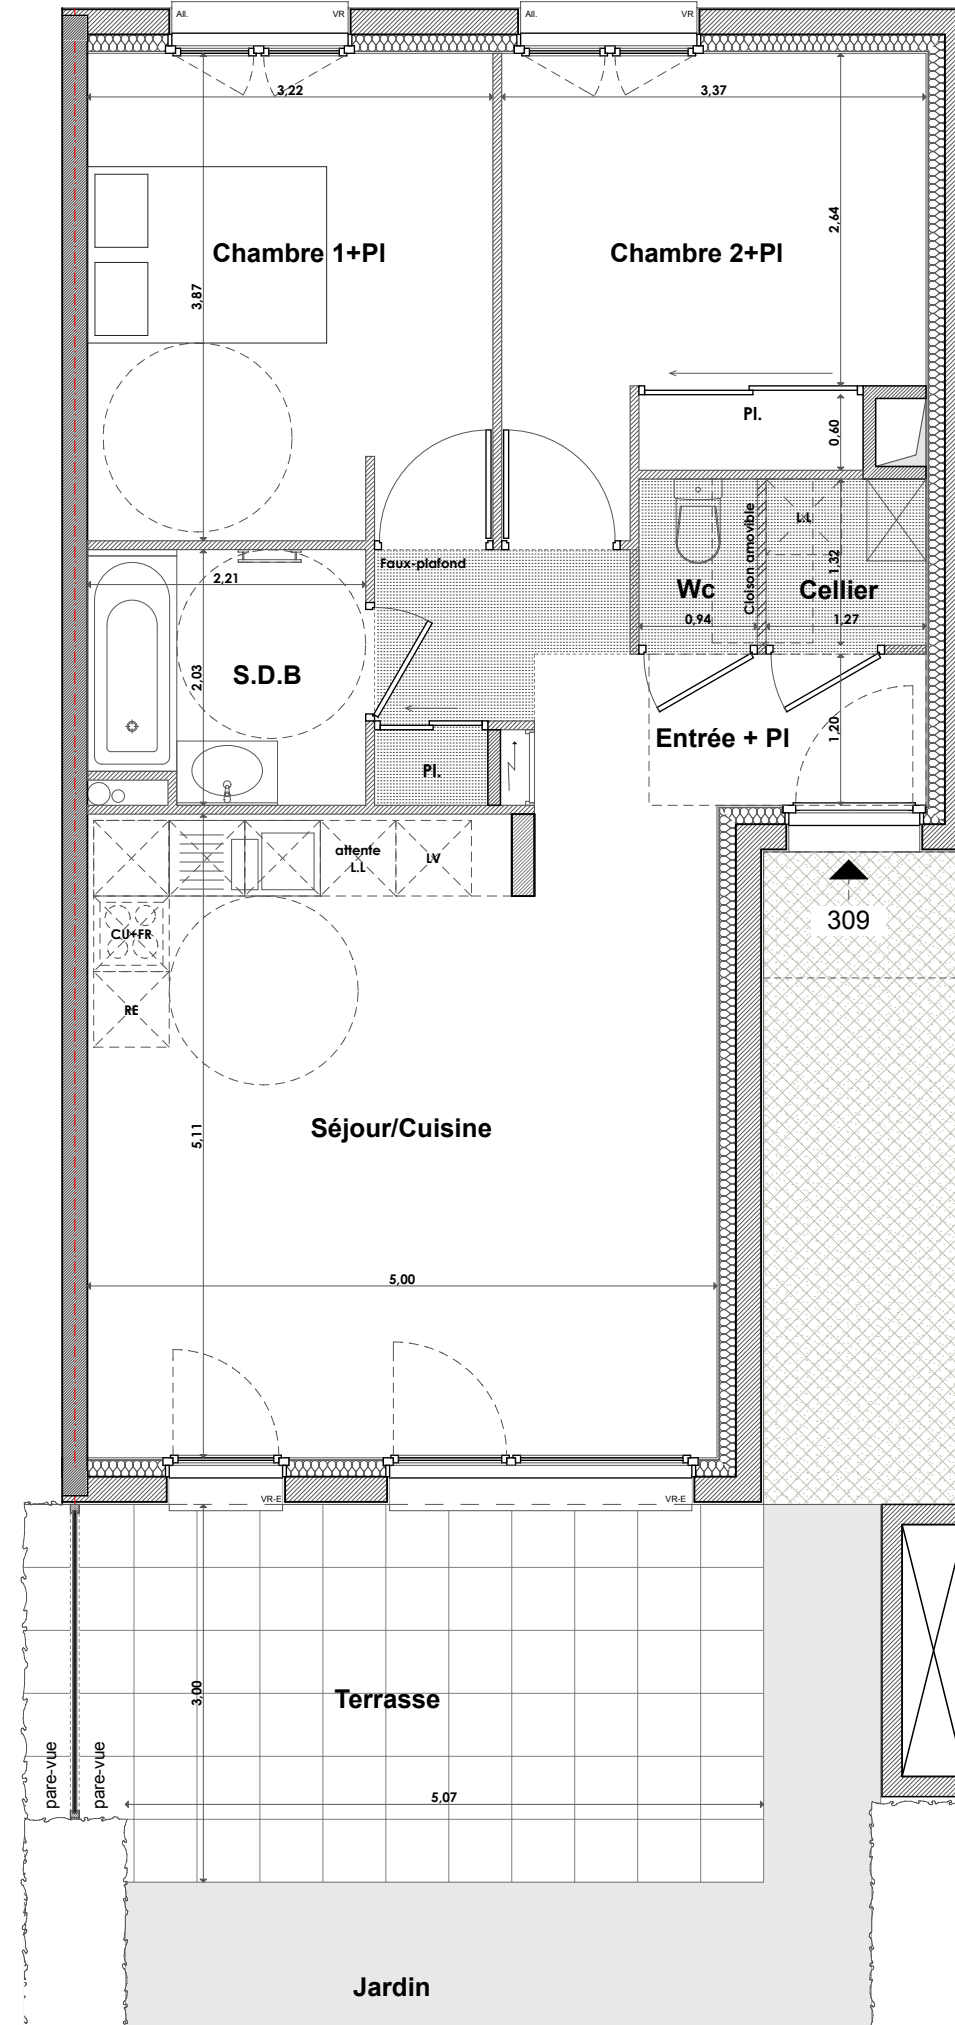 All.
VR
All.
VR
3,22
3,37
2,64
Chambre 1+Pl
Chambre 2+Pl
3,87
Pl.
0,60
L.L
Cloison amovible
Faux-plafond
1,32
2,21
Wc
Cellier
0,94
1,27
S.D.B
2,03
1,20
Entrée + Pl
Pl.
attente
L.L
LV
309
CU+FR
RE
5,11
Séjour/Cuisine
5,00
VR-E
VR-E
3,00
Terrasse
pare-vue
pare-vue
5,07
Jardin